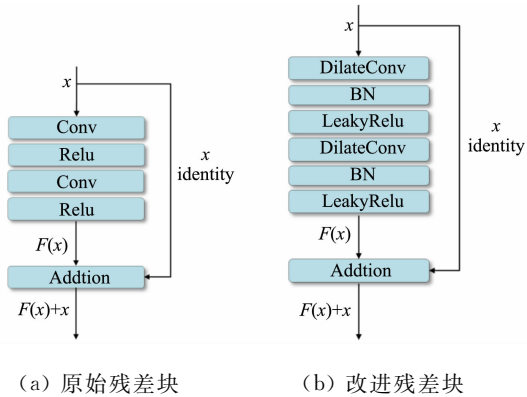 x
Conv
Relu
Conv
Relu
x
identity
F(x)
Addtion
F(x)+x
(a) 原始残差块
x
DilateConv
BN
LeakyRelu
DilateConv
BN
LeakyRelu
x
identity
F(x)
Addtion
F(x)+x
(b) 改进残差块